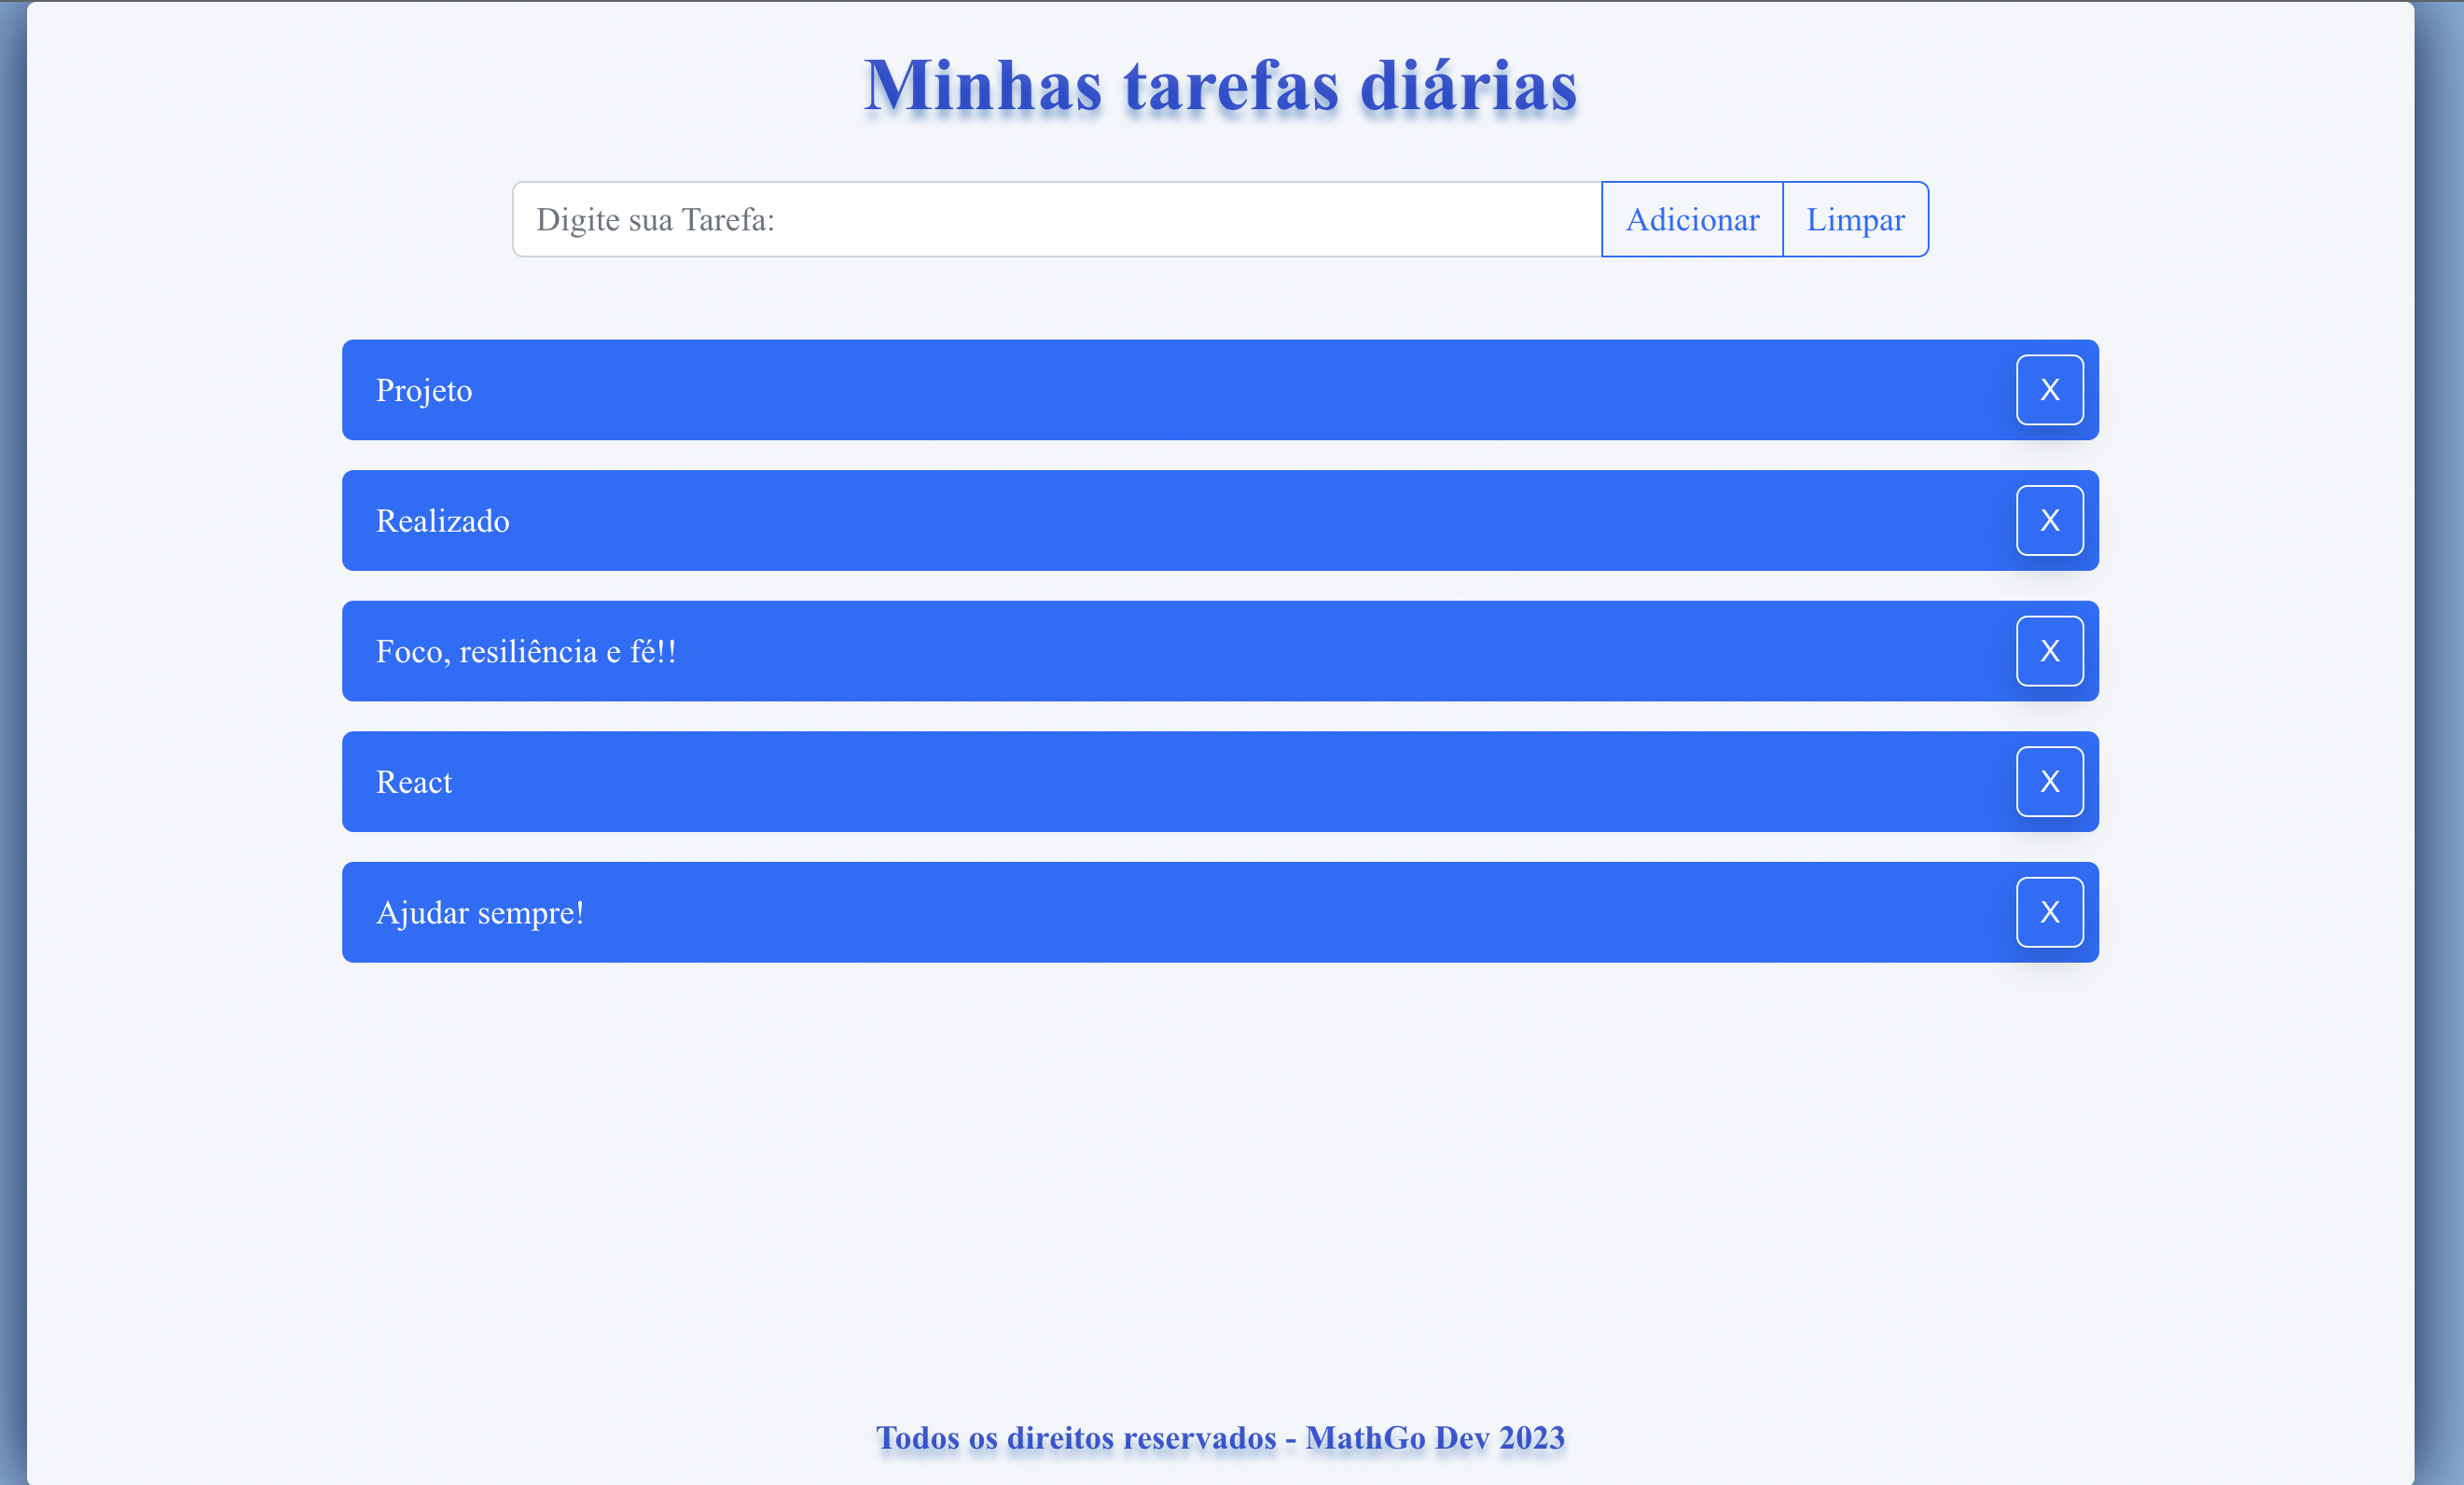 Minhas tarefas diárias
Digite sua Tarefa: Adicionar Limpar
Projeto X
Realizado X
Foco, resiliência e fé!! X
React X
Ajudar sempre! X
Todos os direitos reservados - MathGo Dev 2023